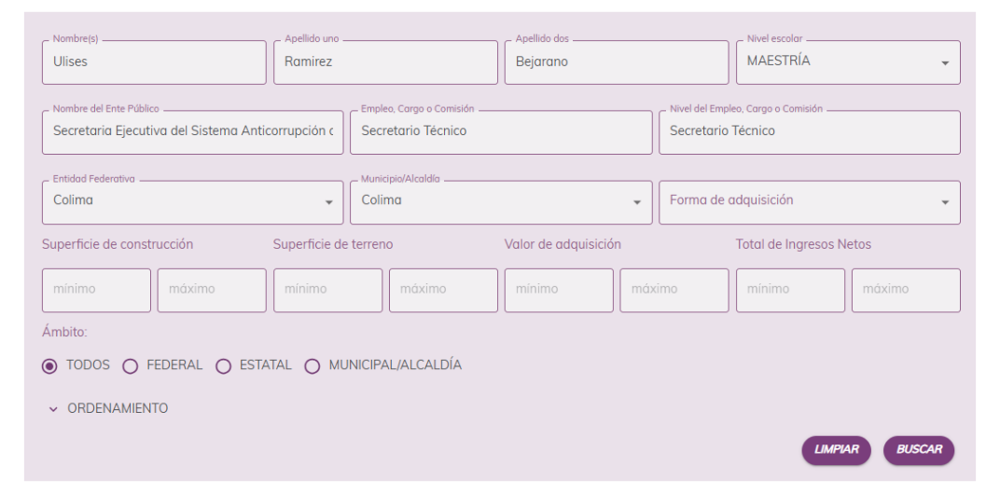 Nombre(s) Apellido uno Apellido dos Nivel escolar
Ulises Ramirez Bejarano MAESTRÍA
Nombre del Ente Público Empleo, Cargo o Comisión Nivel del Empleo, Cargo o Comisión
Secretaria Ejecutiva del Sistema Anticorrupción Secretario Técnico Secretario Técnico
Entidad Federativa Municipio/Alcaldía
Colima Colima Forma de adquisición
Superficie de construcción Superficie de terreno Valor de adquisición Total de Ingresos Netos
mínimo máximo mínimo máximo mínimo máximo mínimo máximo
Ámbito:
TODOS FEDERAL ESTATAL MUNICIPAL/ALCALDÍA
ORDENAMIENTO
LIMPIAR BUSCAR